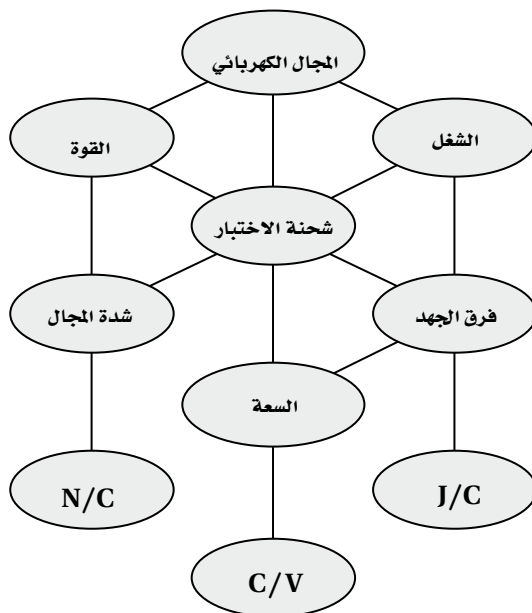 المجال الكهربائي
القوة
الشغل
شحنة الاختبار
شدة المجال
فرق الجهد
السعة
N/C
J/C
C/V